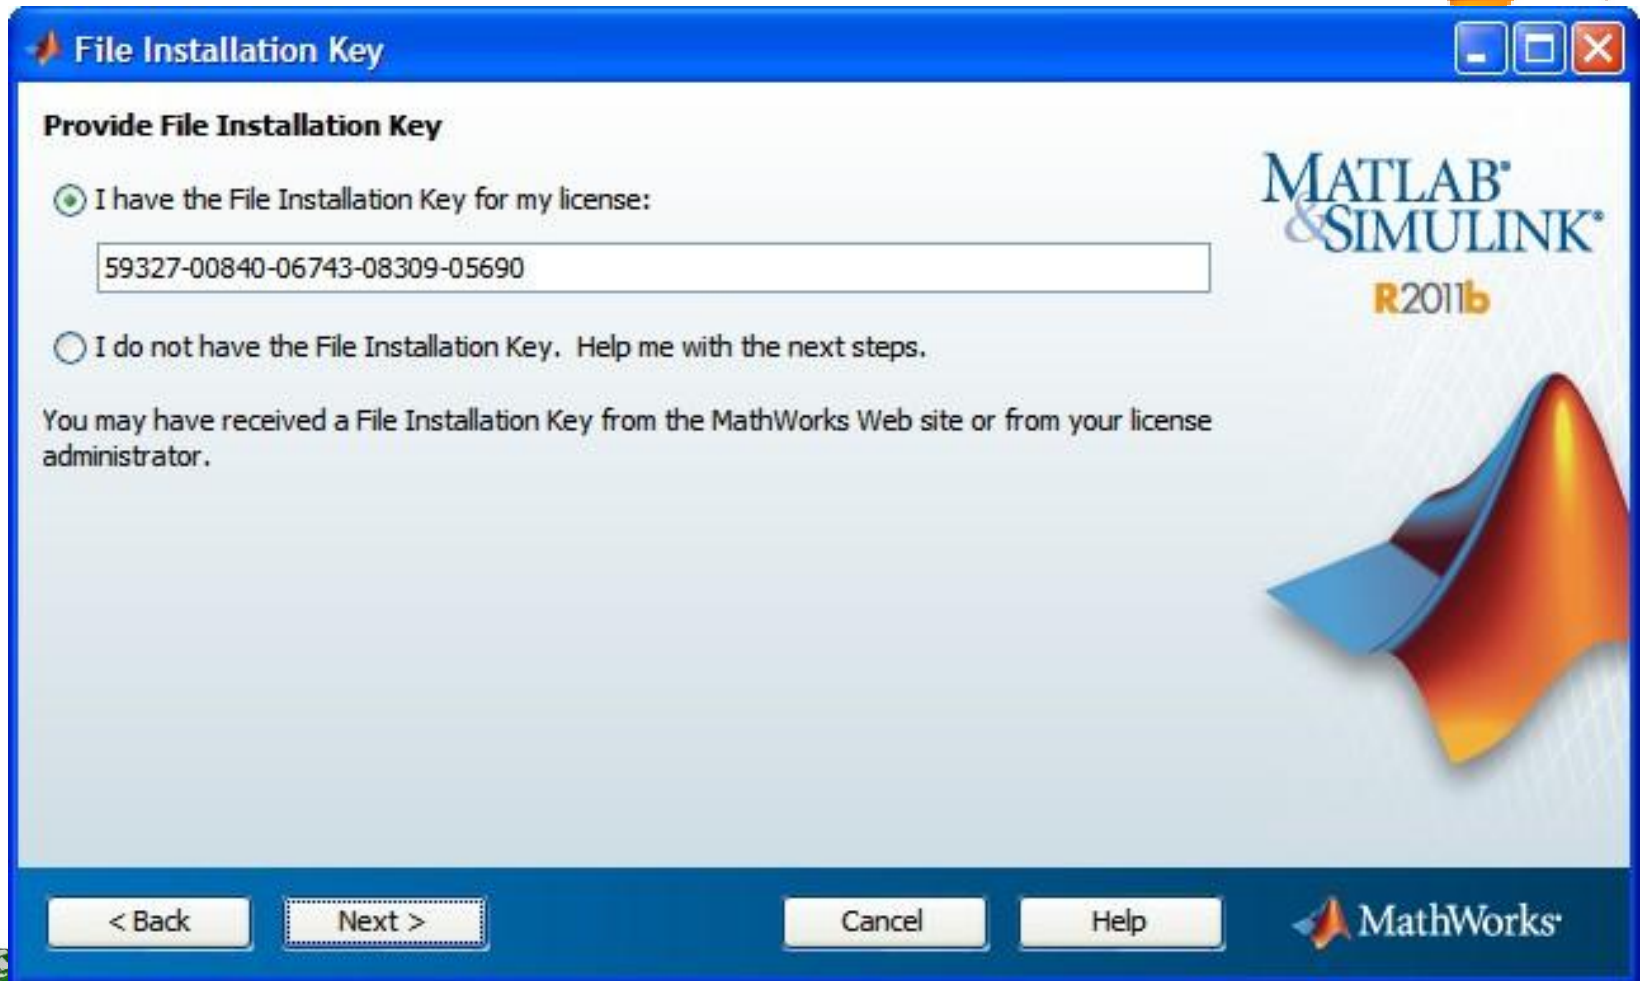 File Installation Key
Provide File Installation Key
I have the File Installation Key for my license:
59327-00840-06743-08309-05690
I do not have the File Installation Key.  Help me with the next steps.
You may have received a File Installation Key from the MathWorks Web site or from your license
administrator.
MATLAB®
&SIMULINK®
R2011b
< Back
Next >
Cancel
Help
MathWorks®